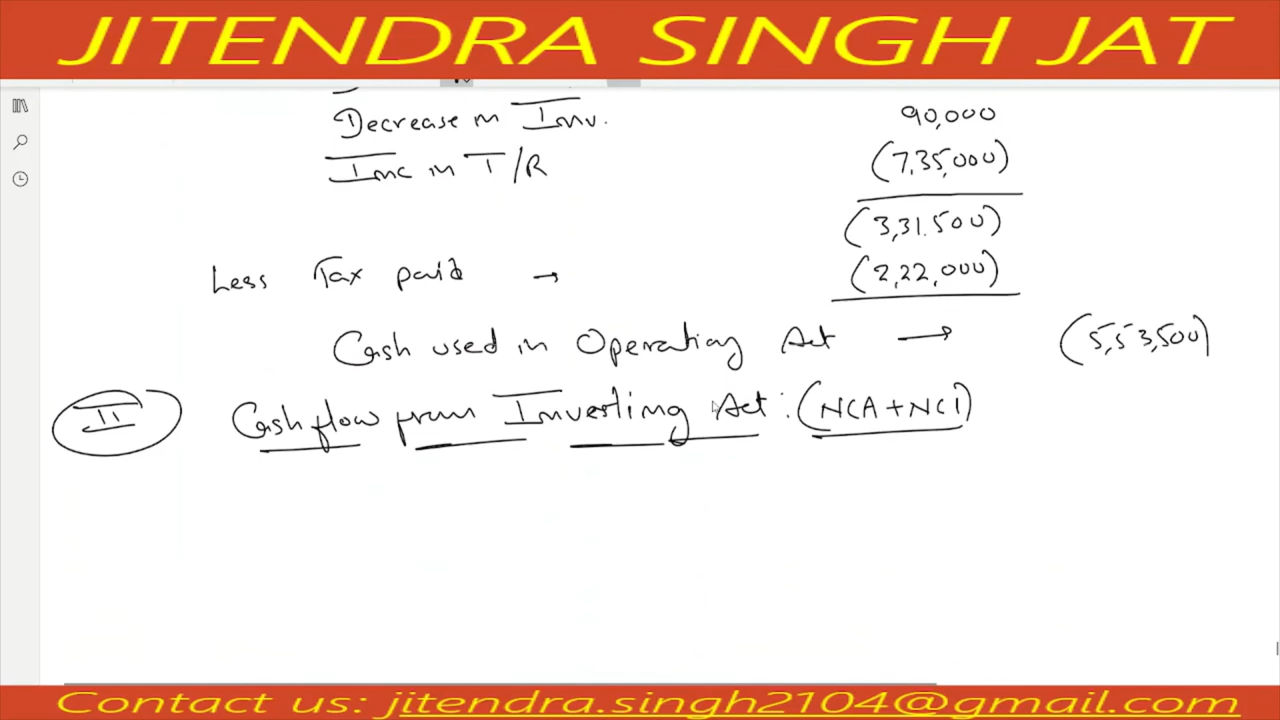 JITENDRA SINGH JAT
Decrease in Inv. 90,000
Inc in T/R (7,35,000)
(3,31,500)
Less Tax paid → (2,22,000)
Cash used in Operating Act → (5,53,500)
II Cash flow from Investing Act : (NCA + NCI)
Contact us: jitendra.singh2104@gmail.com